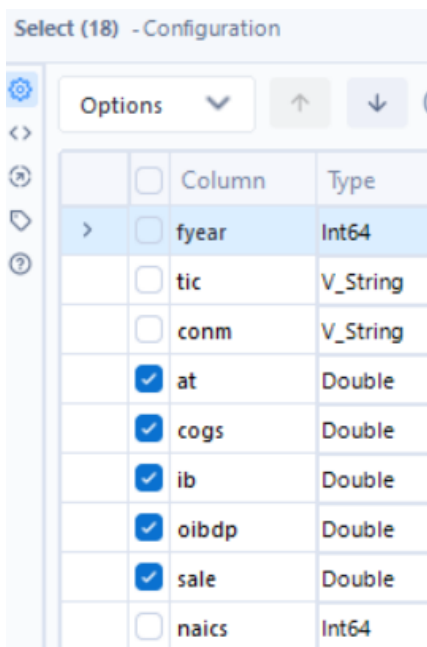 Select (18) - Configuration
Options
Column Type
fyear Int64
tic V_String
conm V_String
at Double
cogs Double
ib Double
oibdp Double
sale Double
naics Int64